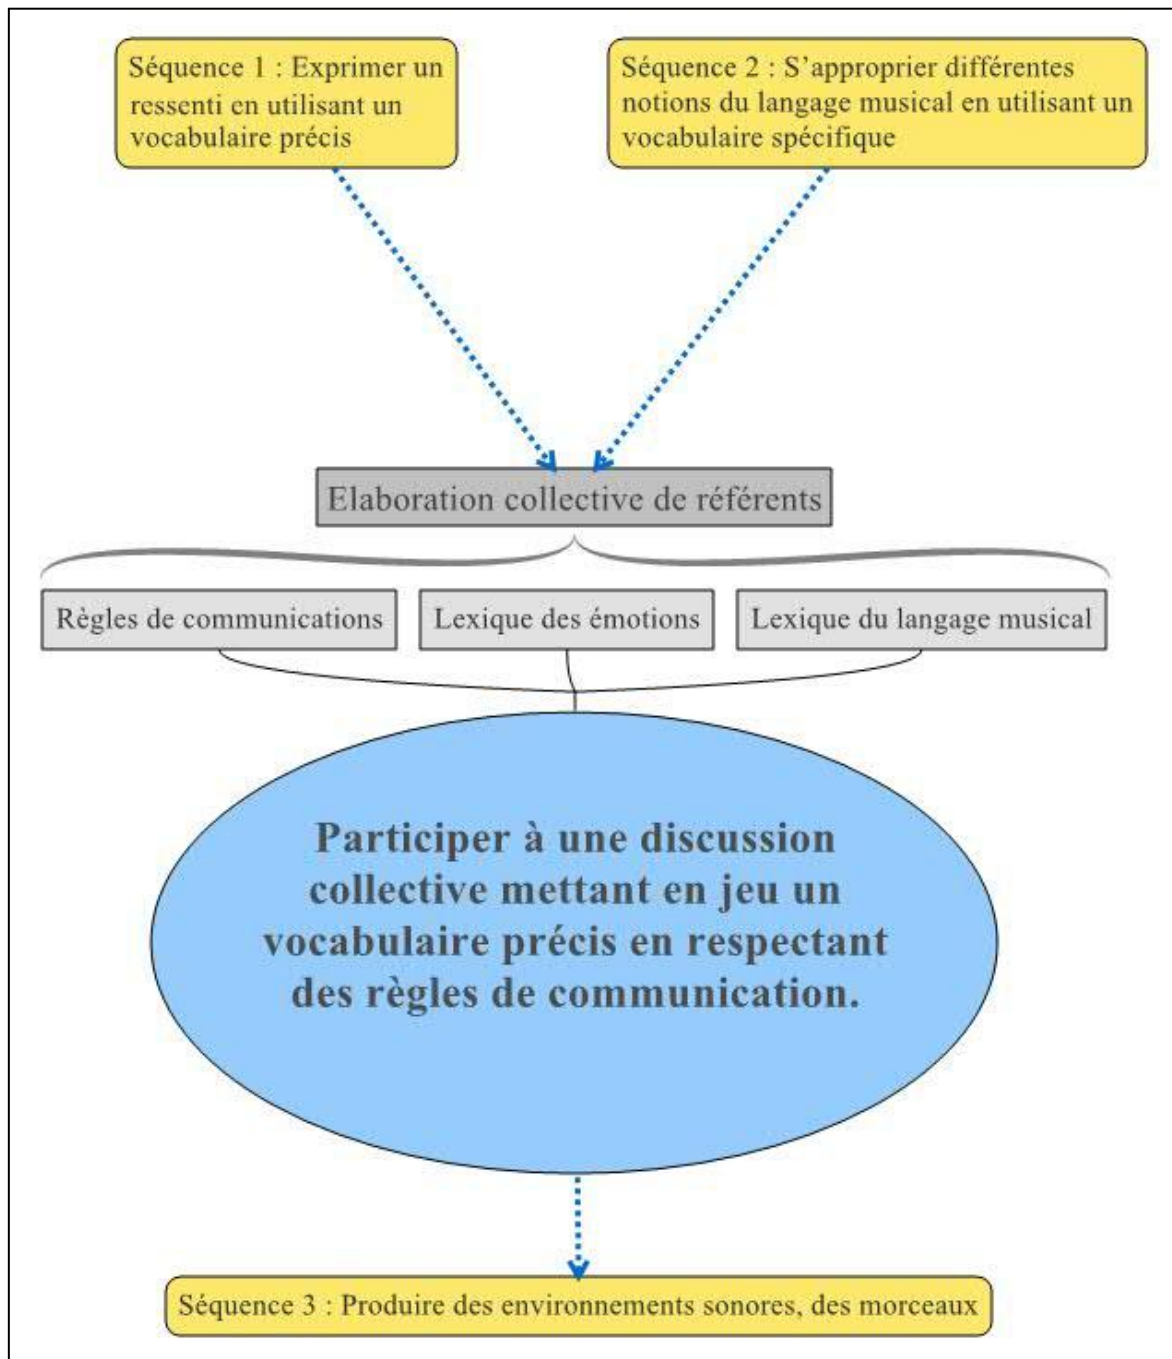 Séquence 1 : Exprimer un
ressenti en utilisant un
vocabulaire précis
Séquence 2 : S'approprier différentes
notions du langage musical en utilisant un
vocabulaire spécifique
Elaboration collective de référents
Règles de communications
Lexique des émotions
Lexique du langage musical
Participer à une discussion
collective mettant en jeu un
vocabulaire précis en respectant
des règles de communication.
Séquence 3 : Produire des environnements sonores, des morceaux